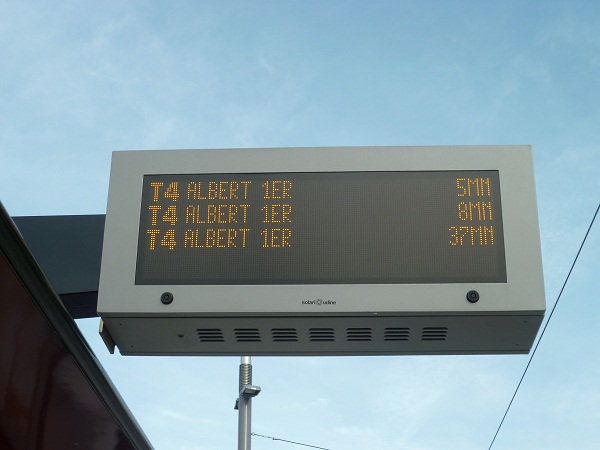 T4 ALBERT 1ER 5MN
T4 ALBERT 1ER 8MN
T4 ALBERT 1ER 37MN
solari udine